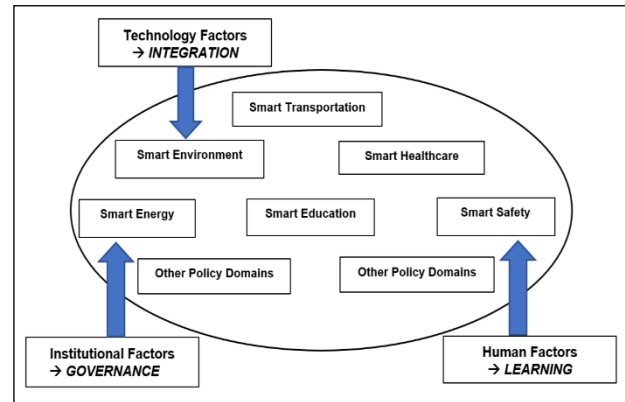 Technology Factors
→ INTEGRATION
Smart Transportation
Smart Environment
Smart Healthcare
Smart Energy
Smart Education
Smart Safety
Other Policy Domains
Other Policy Domains
Institutional Factors
→ GOVERNANCE
Human Factors
→ LEARNING